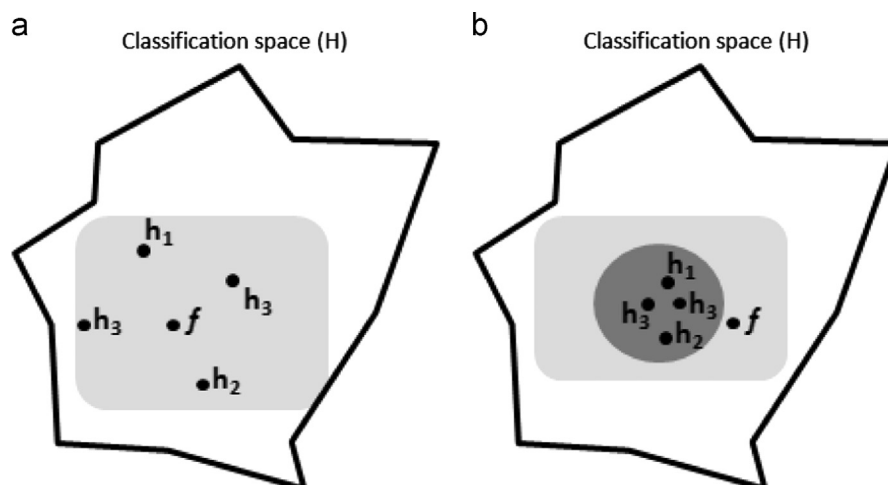 a
Classification space (H)
h1
h3
h3
f
h2
b
Classification space (H)
h1
h3
h3
f
h2